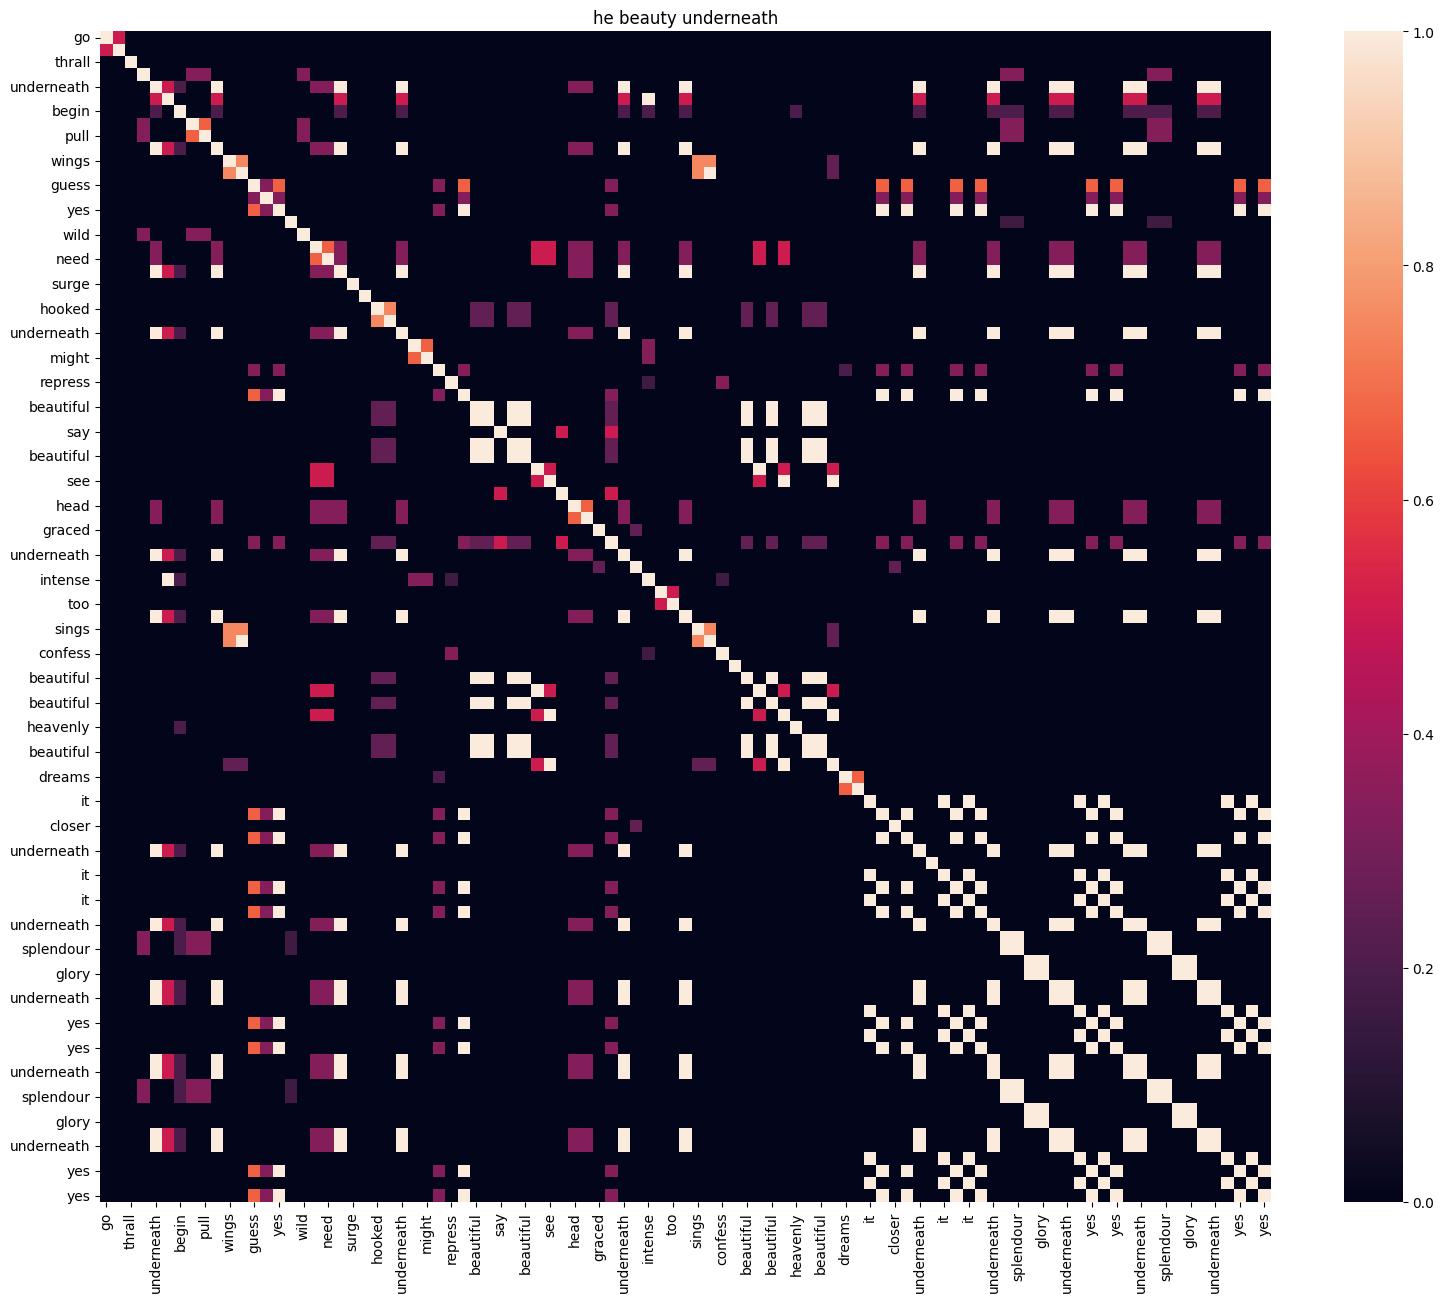 he beauty underneath
go
thrall
underneath
begin
pull
wings
guess
yes
wild
need
surge
hooked
underneath
might
repress
beautiful
say
beautiful
see
head
graced
underneath
intense
too
sings
confess
beautiful
beautiful
heavenly
beautiful
dreams
it
closer
underneath
it
it
underneath
splendour
glory
underneath
yes
yes
underneath
splendour
glory
underneath
yes
yes
go
thrall
underneath
begin
pull
wings
guess
yes
wild
need
surge
hooked
underneath
might
repress
beautiful
say
beautiful
see
head
graced
underneath
intense
too
sings
confess
beautiful
beautiful
heavenly
beautiful
dreams
it
closer
underneath
it
it
underneath
splendour
glory
underneath
yes
yes
underneath
splendour
glory
underneath
yes
yes
1.0
0.8
0.6
0.4
0.2
0.0